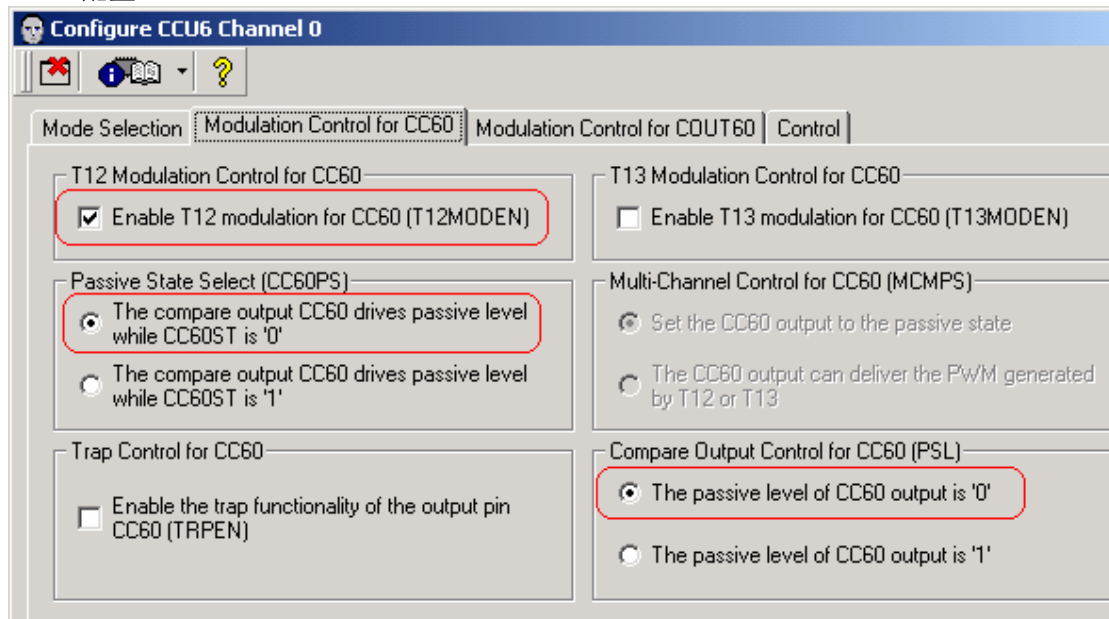 Configure CCU6 Channel 0
Mode Selection
Modulation Control for CC60
Modulation Control for COUT60
Control
T12 Modulation Control for CC60
Enable T12 modulation for CC60 (T12MODEN)
T13 Modulation Control for CC60
Enable T13 modulation for CC60 (T13MODEN)
Passive State Select (CC60PS)
The compare output CC60 drives passive level
while CC60ST is '0'
The compare output CC60 drives passive level
while CC60ST is '1'
Multi-Channel Control for CC60 (MCMPS)
Set the CC60 output to the passive state
The CC60 output can deliver the PWM generated
by T12 or T13
Trap Control for CC60
Enable the trap functionality of the output pin
CC60 (TRPEN)
Compare Output Control for CC60 (PSL)
The passive level of CC60 output is '0'
The passive level of CC60 output is '1'